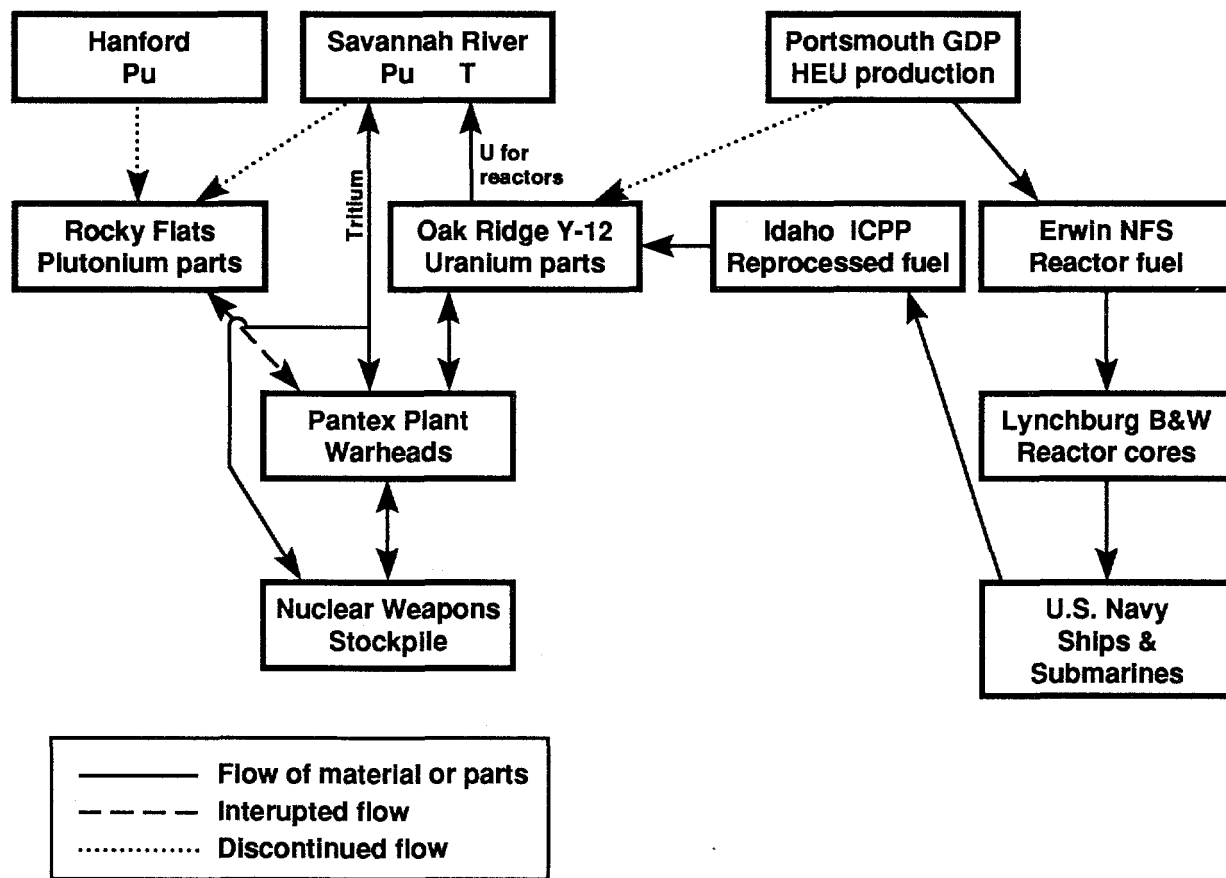 Hanford
Pu
Savannah River
Pu T
Portsmouth GDP
HEU production
Tritium
U for
reactors
Rocky Flats
Plutonium parts
Oak Ridge Y-12
Uranium parts
Idaho ICPP
Reprocessed fuel
Erwin NFS
Reactor fuel
Pantex Plant
Warheads
Lynchburg B&W
Reactor cores
Nuclear Weapons
Stockpile
U.S. Navy
Ships &
Submarines
Flow of material or parts
Interupted flow
Discontinued flow